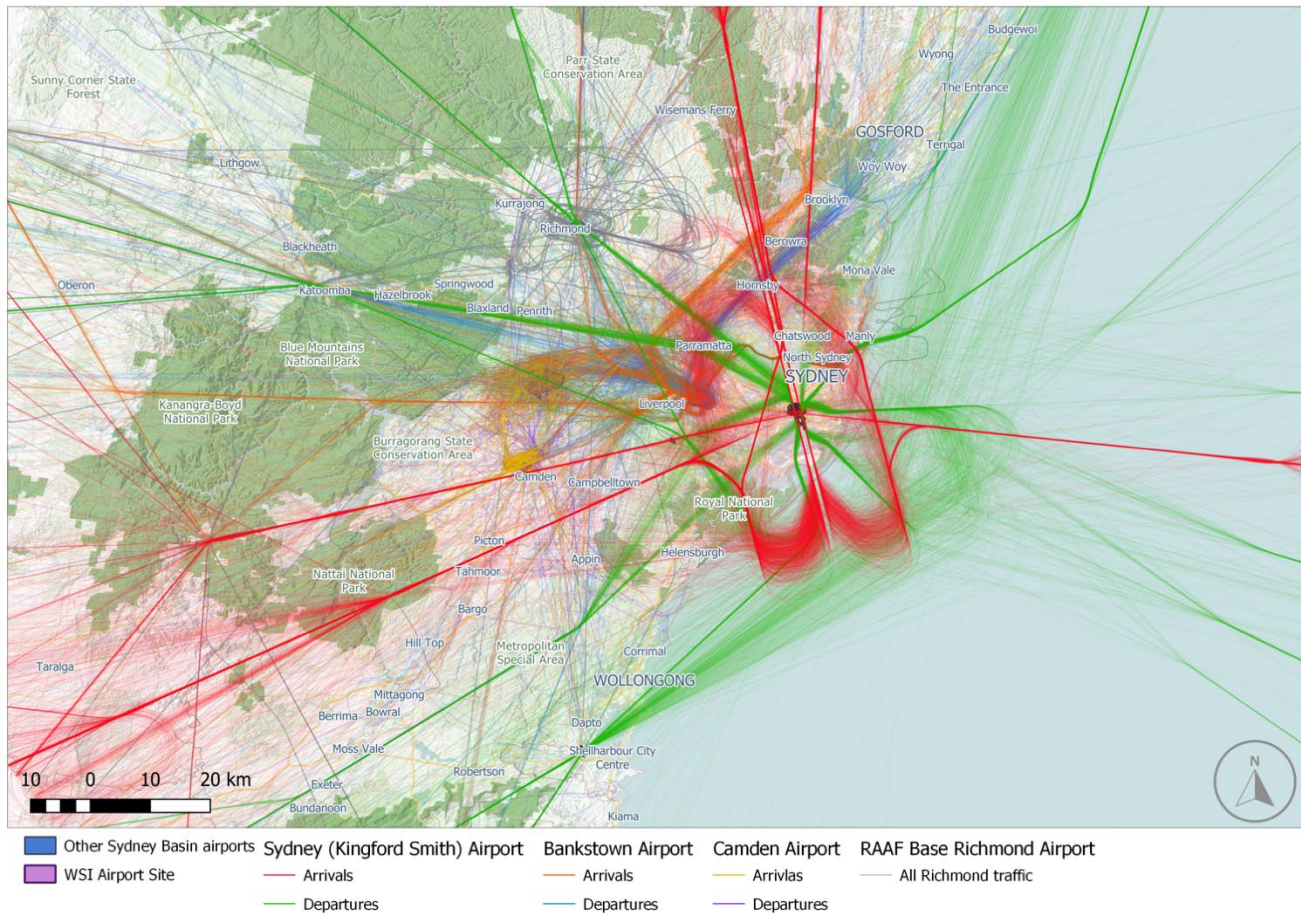 Budgewoi
Wyong
Parr State
Conservation Area
Sunny Corner State
Forest
The Entrance
Wisemans Ferry
GOSFORD
Terrigal
Lithgow
Woy Woy
Kurrajong
Brooklyn
Richmond
Blackheath
Berowra
Mona Vale
Oberon
Springwood
Hornsby
Katoomba
Hazelbrook
Blaxland
Penrith
Chatswood
Manly
Blue Mountains
National Park
Parramatta
North Sydney
SYDNEY
Kanangra-Boyd
National Park
Liverpool
Burragorang State
Conservation Area
Camden
Campbelltown
Royal National
Park
Picton
Helensburgh
Appin
Nattai National
Park
Tahmoor
Bargo
Hill Top
Metropolitan
Special Area
Corrimal
Taralga
WOLLONGONG
Mittagong
Berrima
Bowral
Dapto
Moss Vale
Shellharbour City
Centre
Robertson
10 0 10 20 km
Exeter
Bundanoon
Kiama
N
Other Sydney Basin airports
WSI Airport Site
Sydney (Kingford Smith) Airport
Arrivals
Departures
Bankstown Airport
Arrivals
Departures
Camden Airport
Arrivlas
Departures
RAAF Base Richmond Airport
All Richmond traffic